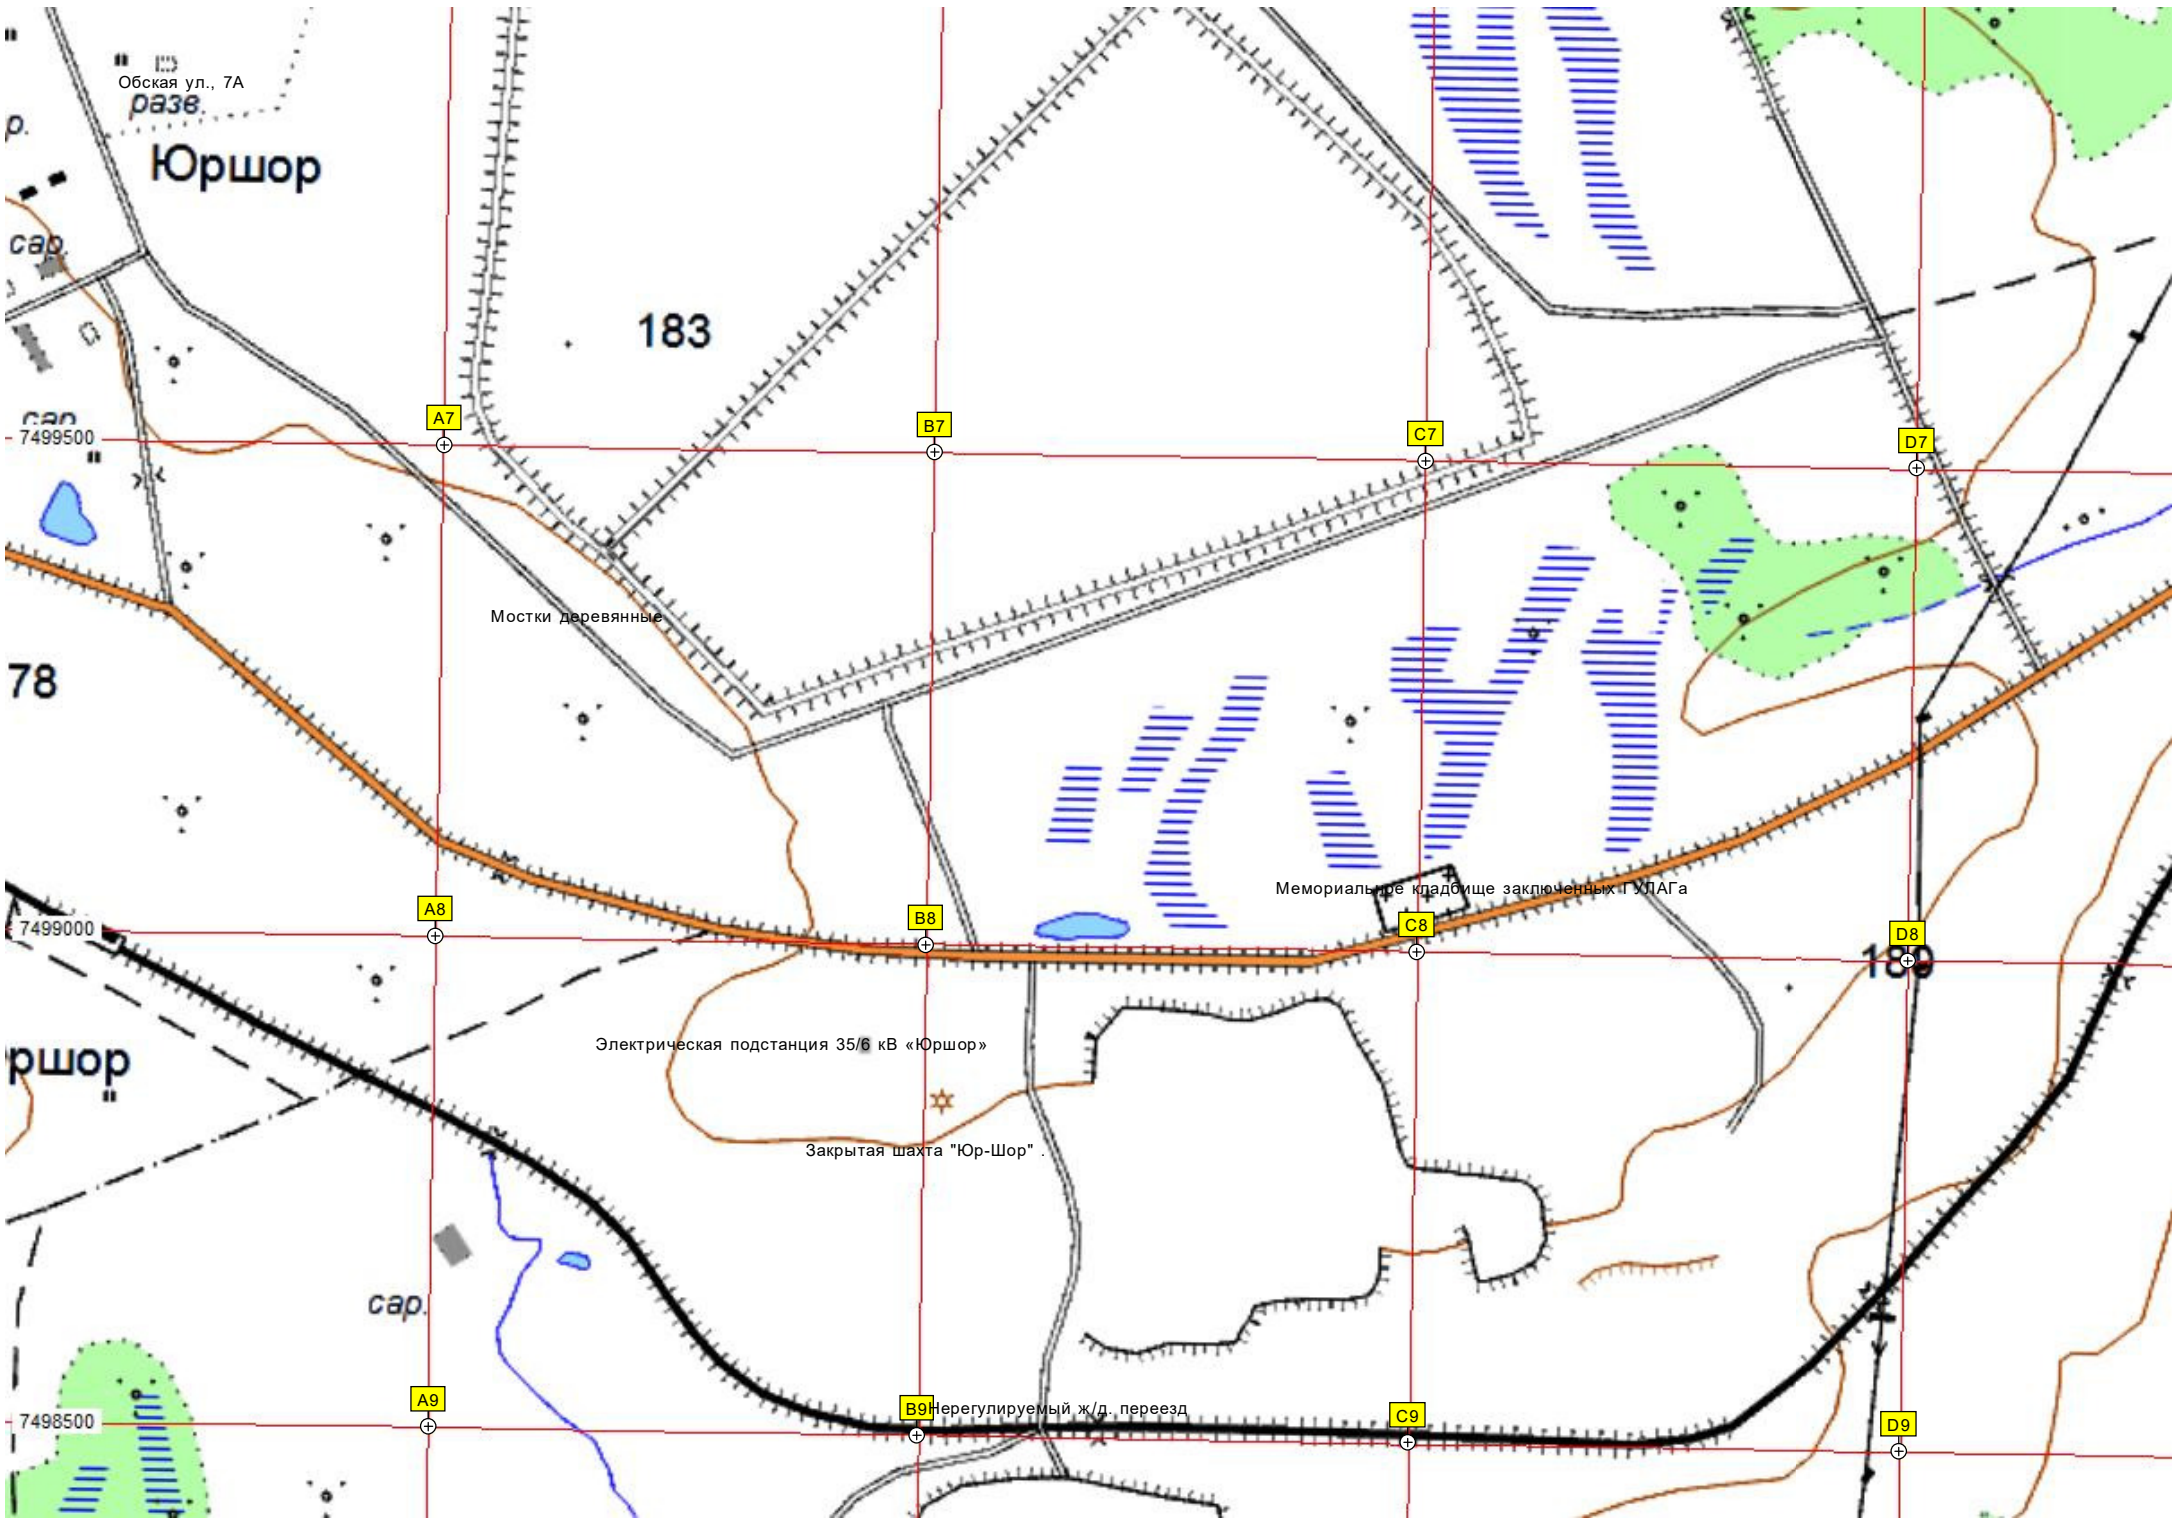 Обская ул., 7А
разв.
р.
Юршор
сар.
183
A7
B7
C7
D7
сар.
7499500
Мостки деревянные
78
Мемориальное кладбище заключенных ГУЛАГа
A8
B8
C8
D8
7499000
189
Электрическая подстанция 35/6 кВ «Юршор»
ршор
Закрытая шахта "Юр-Шор" .
сар.
A9
B9
Нерегулируемый ж/д. переезд
C9
D9
7498500